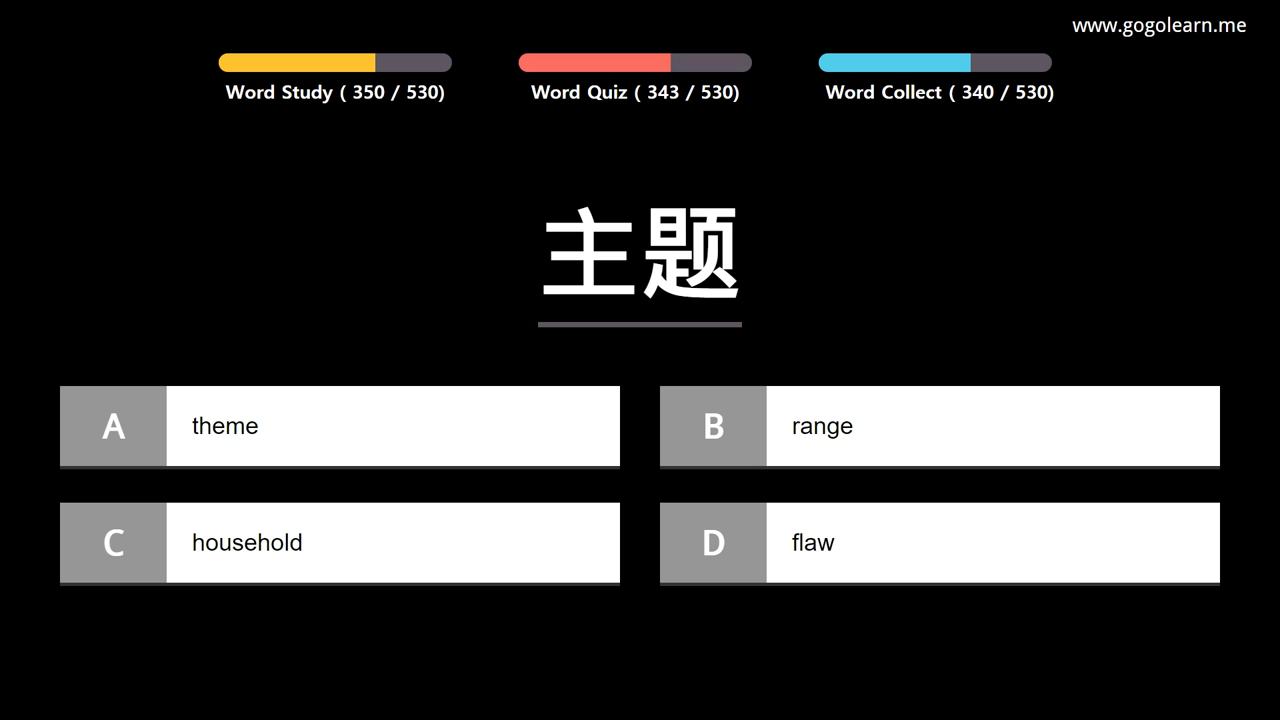 www.gogolearn.me
Word Study ( 350 / 530)
Word Quiz ( 343 / 530)
Word Collect ( 340 / 530)
主题
A theme
B range
C household
D flaw